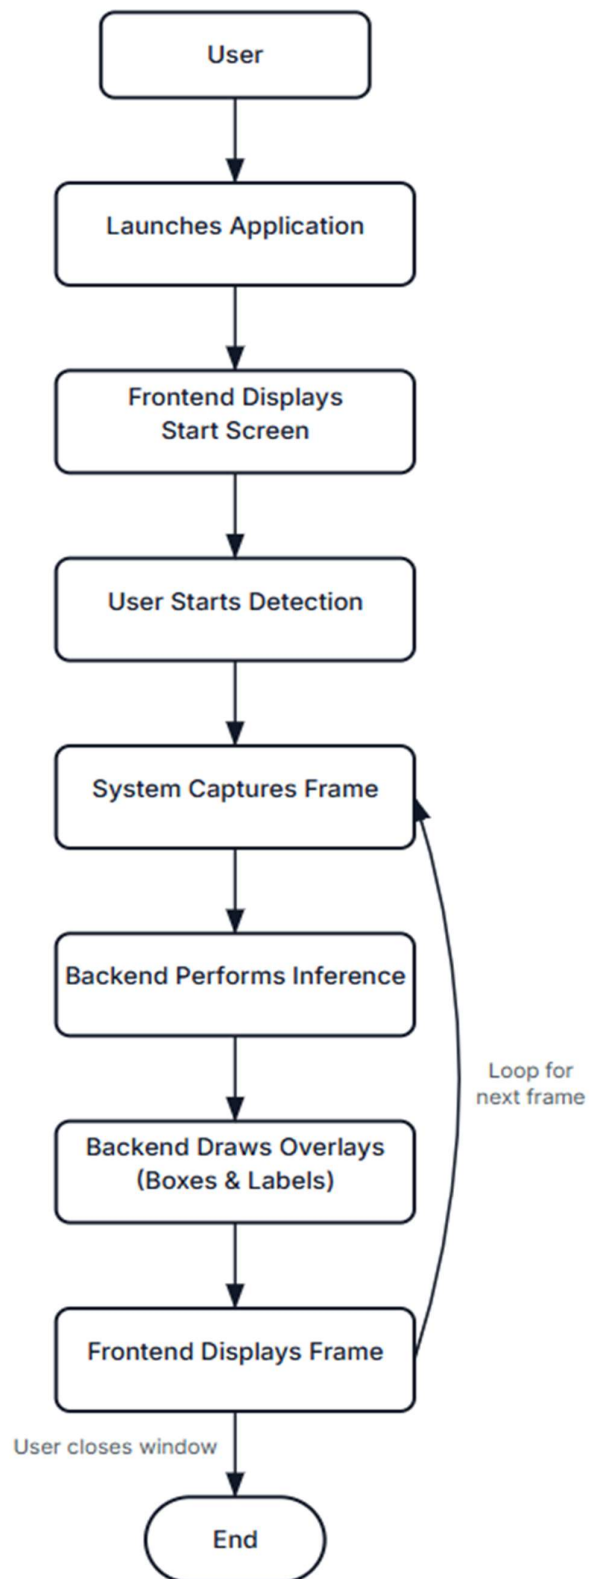 User
Launches Application
Frontend Displays
Start Screen
User Starts Detection
System Captures Frame
Backend Performs Inference
Loop for
next frame
Backend Draws Overlays
(Boxes & Labels)
Frontend Displays Frame
User closes window
End